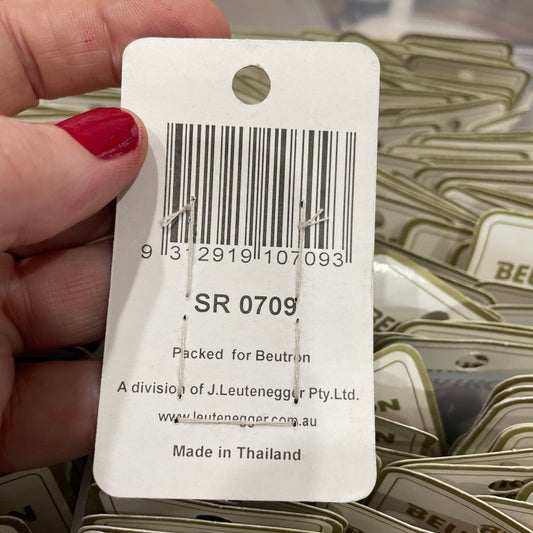 9 312919 107093
SR 0709
Packed for Beutron
A division of J.Leutenegger Pty.Ltd.
www.leutenegger.com.au
Made in Thailand